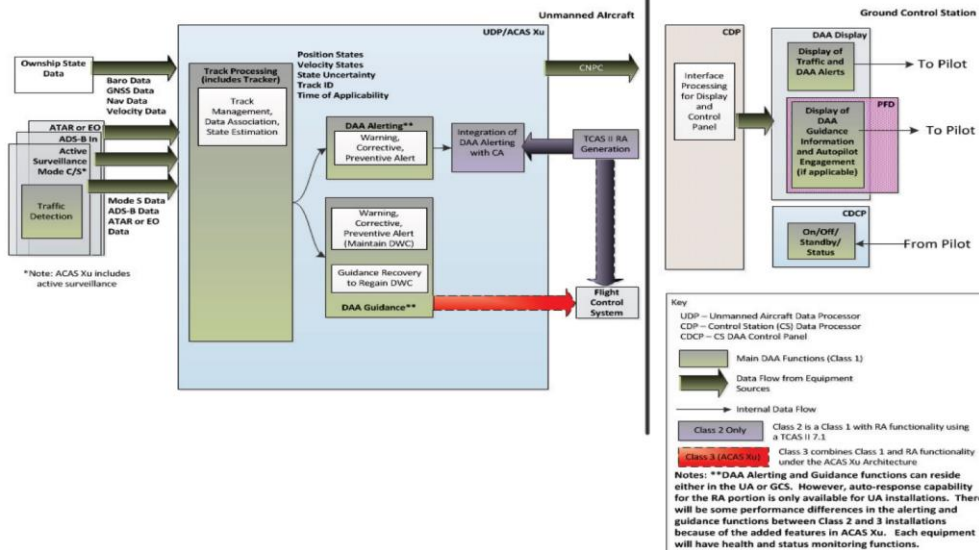 Unmanned Aircraft
UDP/ACAS Xu
Ownship State
Data
Baro Data
GNSS Data
Nav Data
Velocity Data
ATAR or EO
ADS-B In
Active
Surveillance
Mode C/S*
Traffic
Detection
Mode S Data
ADS-B Data
ATAR or EO
Data
*Note: ACAS Xu includes
active surveillance
Track Processing
(includes Tracker)
Track
Management,
Data Association,
State Estimation
Position States
Velocity States
State Uncertainty
Track ID
Time of Applicability
DAA Alerting**
Warning,
Corrective,
Preventive Alert
Integration of
DAA Alerting
with CA
TCAS II RA
Generation
Warning,
Corrective,
Preventive Alert
(Maintain DWC)
Guidance Recovery
to Regain DWC
DAA Guidance**
Flight
Control
System
CNPC
Ground Control Station
CDP
Interface
Processing
for Display
and
Control
Panel
DAA Display
Display of
Traffic and
DAA Alerts
To Pilot
PFD
Display of
DAA
Guidance
Information
and Autopilot
Engagement
(if applicable)
To Pilot
CDCP
On/Off/
Standby/
Status
From Pilot
Key
UDP – Unmanned Aircraft Data Processor
CDP – Control Station (CS) Data Processor
CDCP – CS DAA Control Panel
Main DAA Functions (Class 1)
Data Flow from Equipment
Sources
Internal Data Flow
Class 2 Only
Class 2 is a Class 1 with RA functionality using
a TCAS II 7.1
Class 3 (ACAS Xu)
Class 3 combines Class 1 and RA functionality
under the ACAS Xu Architecture
Notes: **DAA Alerting and Guidance functions can reside
either in the UA or GCS. However, auto-response capability
for the RA portion is only available for UA installations. There
will be some performance differences in the alerting and
guidance functions between Class 2 and 3 installations
because of the added features in ACAS Xu. Each equipment
will have health and status monitoring functions.